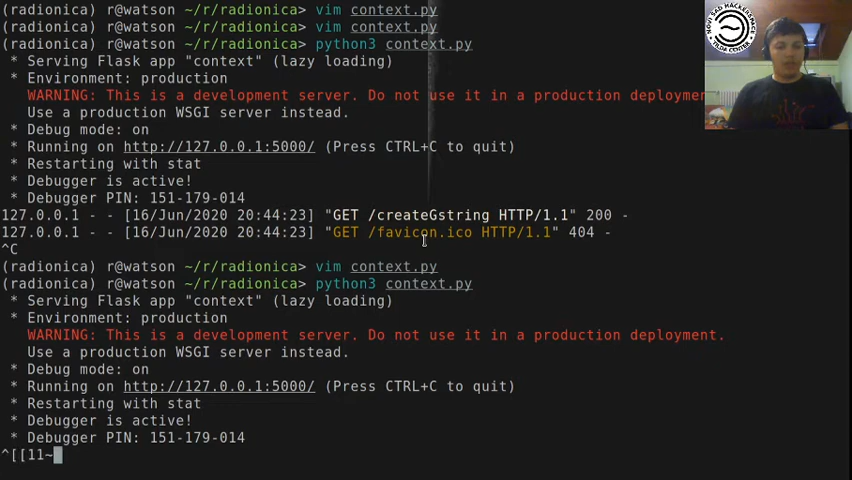 (radionica) r@watson ~/r/radionica> vim context.py
(radionica) r@watson ~/r/radionica> vim context.py
(radionica) r@watson ~/r/radionica> python3 context.py
 * Serving Flask app "context" (lazy loading)
 * Environment: production
   WARNING: This is a development server. Do not use it in a production deploymen
   Use a production WSGI server instead.
 * Debug mode: on
 * Running on http://127.0.0.1:5000/ (Press CTRL+C to quit)
 * Restarting with stat
 * Debugger is active!
 * Debugger PIN: 151-179-014
127.0.0.1 - - [16/Jun/2020 20:44:23] "GET /createGstring HTTP/1.1" 200 -
127.0.0.1 - - [16/Jun/2020 20:44:23] "GET /favicon.ico HTTP/1.1" 404 -
^C
(radionica) r@watson ~/r/radionica> vim context.py
(radionica) r@watson ~/r/radionica> python3 context.py
 * Serving Flask app "context" (lazy loading)
 * Environment: production
   WARNING: This is a development server. Do not use it in a production deployment.
   Use a production WSGI server instead.
 * Debug mode: on
 * Running on http://127.0.0.1:5000/ (Press CTRL+C to quit)
 * Restarting with stat
 * Debugger is active!
 * Debugger PIN: 151-179-014
^[[11~
NOVI SAD HACKERSPACE
TILDA CENTER